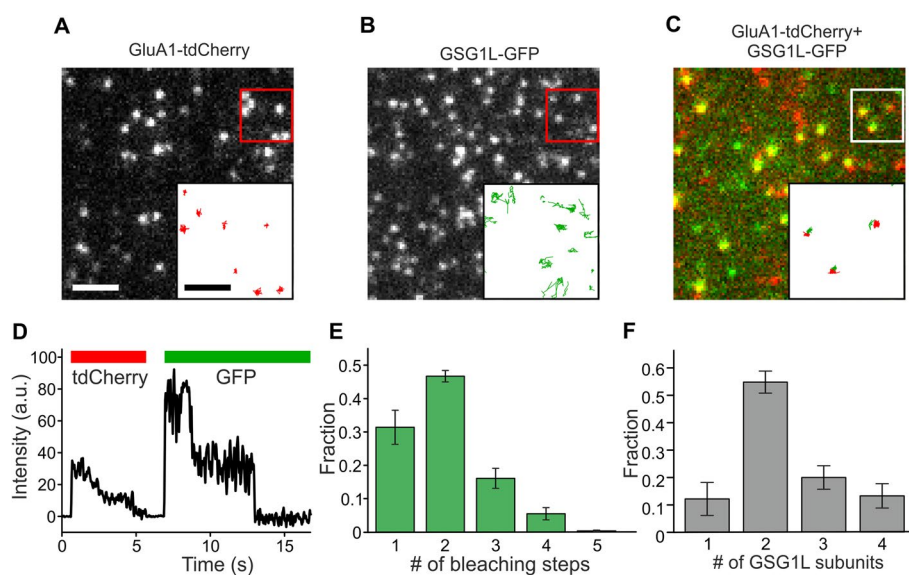 A
GluA1-tdCherry
B
GSG1L-GFP
C
GluA1-tdCherry+
GSG1L-GFP
D
100
80
60
40
20
0
Intensity (a.u.)
tdCherry
GFP
0
5
10
15
Time (s)
E
0.5
0.4
0.3
0.2
0.1
0
Fraction
1
2
3
4
5
# of bleaching steps
F
0.6
0.5
0.4
0.3
0.2
0.1
0
Fraction
1
2
3
4
# of GSG1L subunits